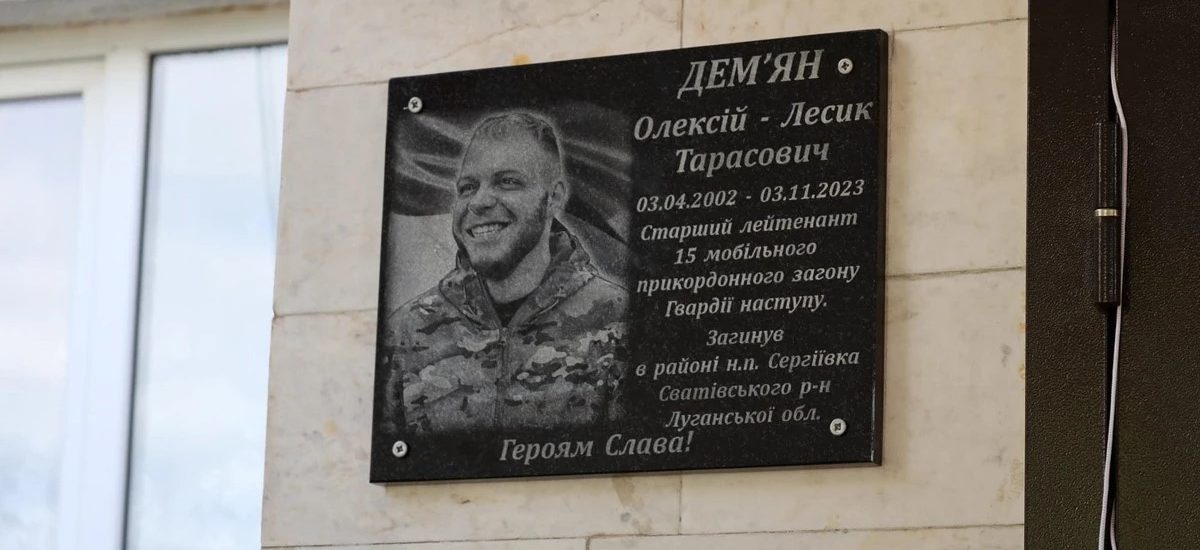 ДЕМ’ЯН
Олексій - Лесик
Тарасович
03.04.2002 - 03.11.2023
Старший лейтенант
15 мобільного
прикордонного загону
Гвардії наступу.
Загинув
в районі н.п. Сергіївка
Сватівського р-н
Луганської обл.
Героям Слава!